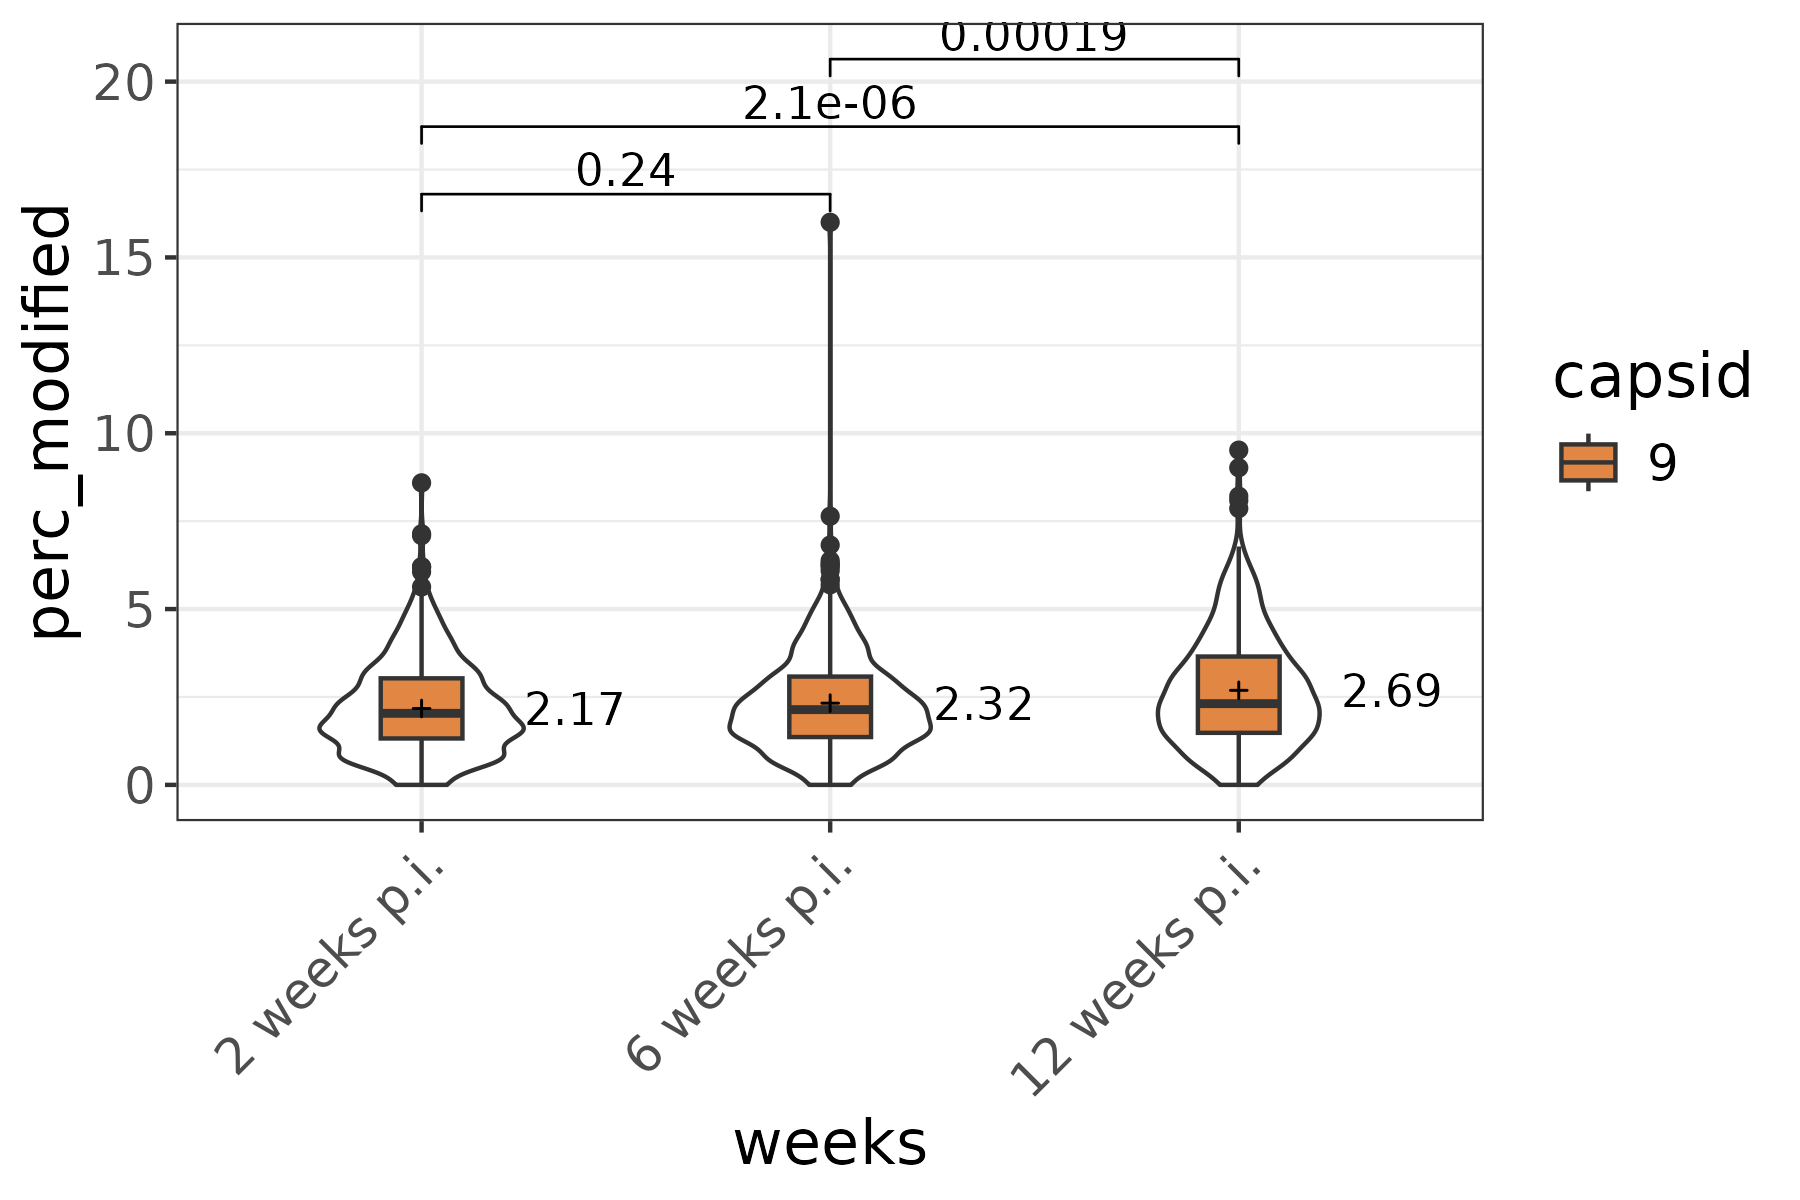 0.00019
20
2.1e-06
0.24
15
10
5
0
perc_modified
2.17
2.32
2.69
capsid
9
2 weeks p.i.
6 weeks p.i.
12 weeks p.i.
weeks